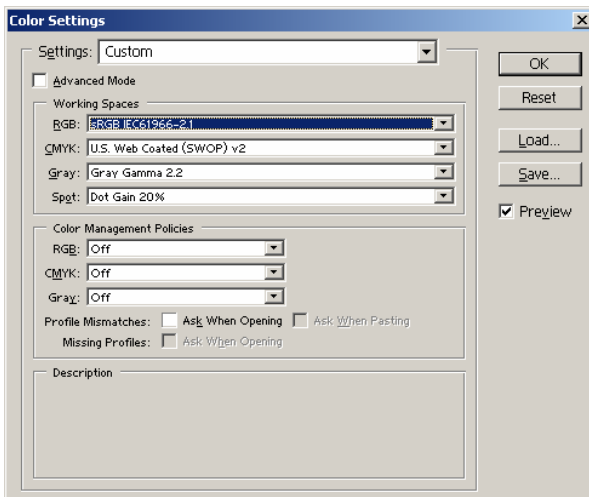 Color Settings
Settings: Custom
OK
Advanced Mode
Reset
Working Spaces
RGB: sRGB IEC61966-2.1
CMYK: U.S. Web Coated (SWOP) v2
Load...
Gray: Gray Gamma 2.2
Save...
Spot: Dot Gain 20%
Preview
Color Management Policies
RGB: Off
CMYK: Off
Gray: Off
Profile Mismatches: Ask When Opening Ask When Pasting
Missing Profiles: Ask When Opening
Description